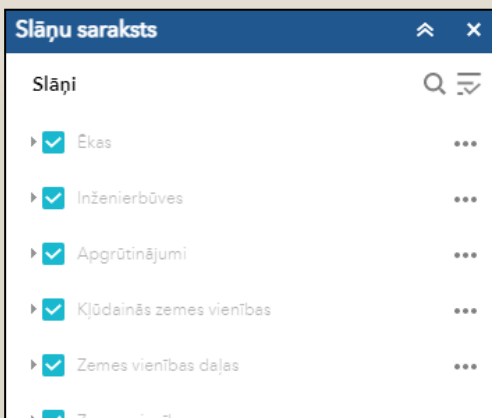 Slāņu saraksts
Slāņi
Ēkas
Inženierbūves
Apgrūtinājumi
Kļūdainās zemes vienības
Zemes vienības daļas